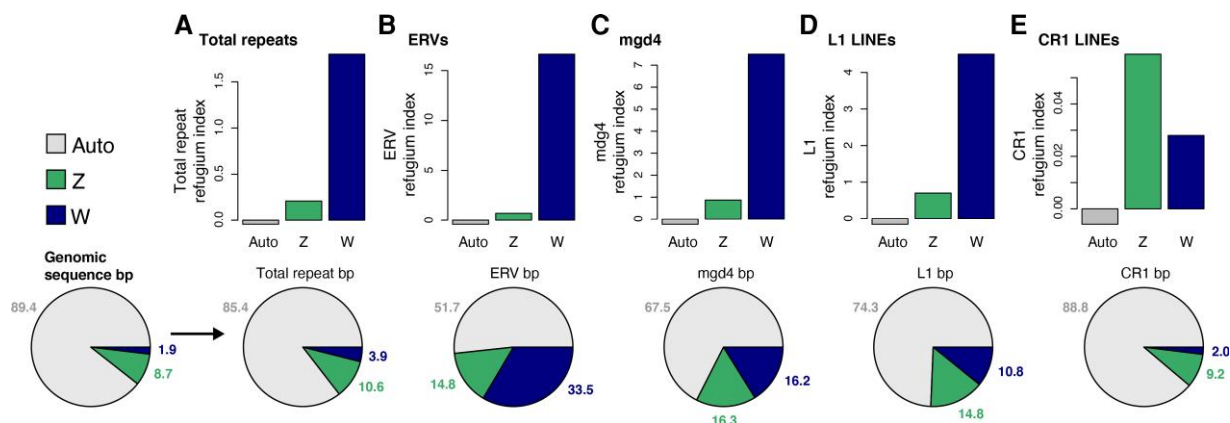 A Total repeats
Total repeat
refugium index
0.0 0.5 1.0 1.5
Auto Z W
B ERVs
ERV
refugium index
0 5 10 15
Auto Z W
C mgd4
mdg4
refugium index
0 1 2 3 4 5 6 7
Auto Z W
D L1 LINEs
L1
refugium index
0 1 2 3 4
Auto Z W
E CR1 LINEs
CR1
refugium index
0.00 0.02 0.04
Auto Z W
Auto
Z
W
Genomic
sequence bp
89.4
1.9
8.7
Total repeat bp
85.4
3.9
10.6
ERV bp
51.7
14.8
33.5
mgd4 bp
67.5
16.2
16.3
L1 bp
74.3
10.8
14.8
CR1 bp
88.8
2.0
9.2